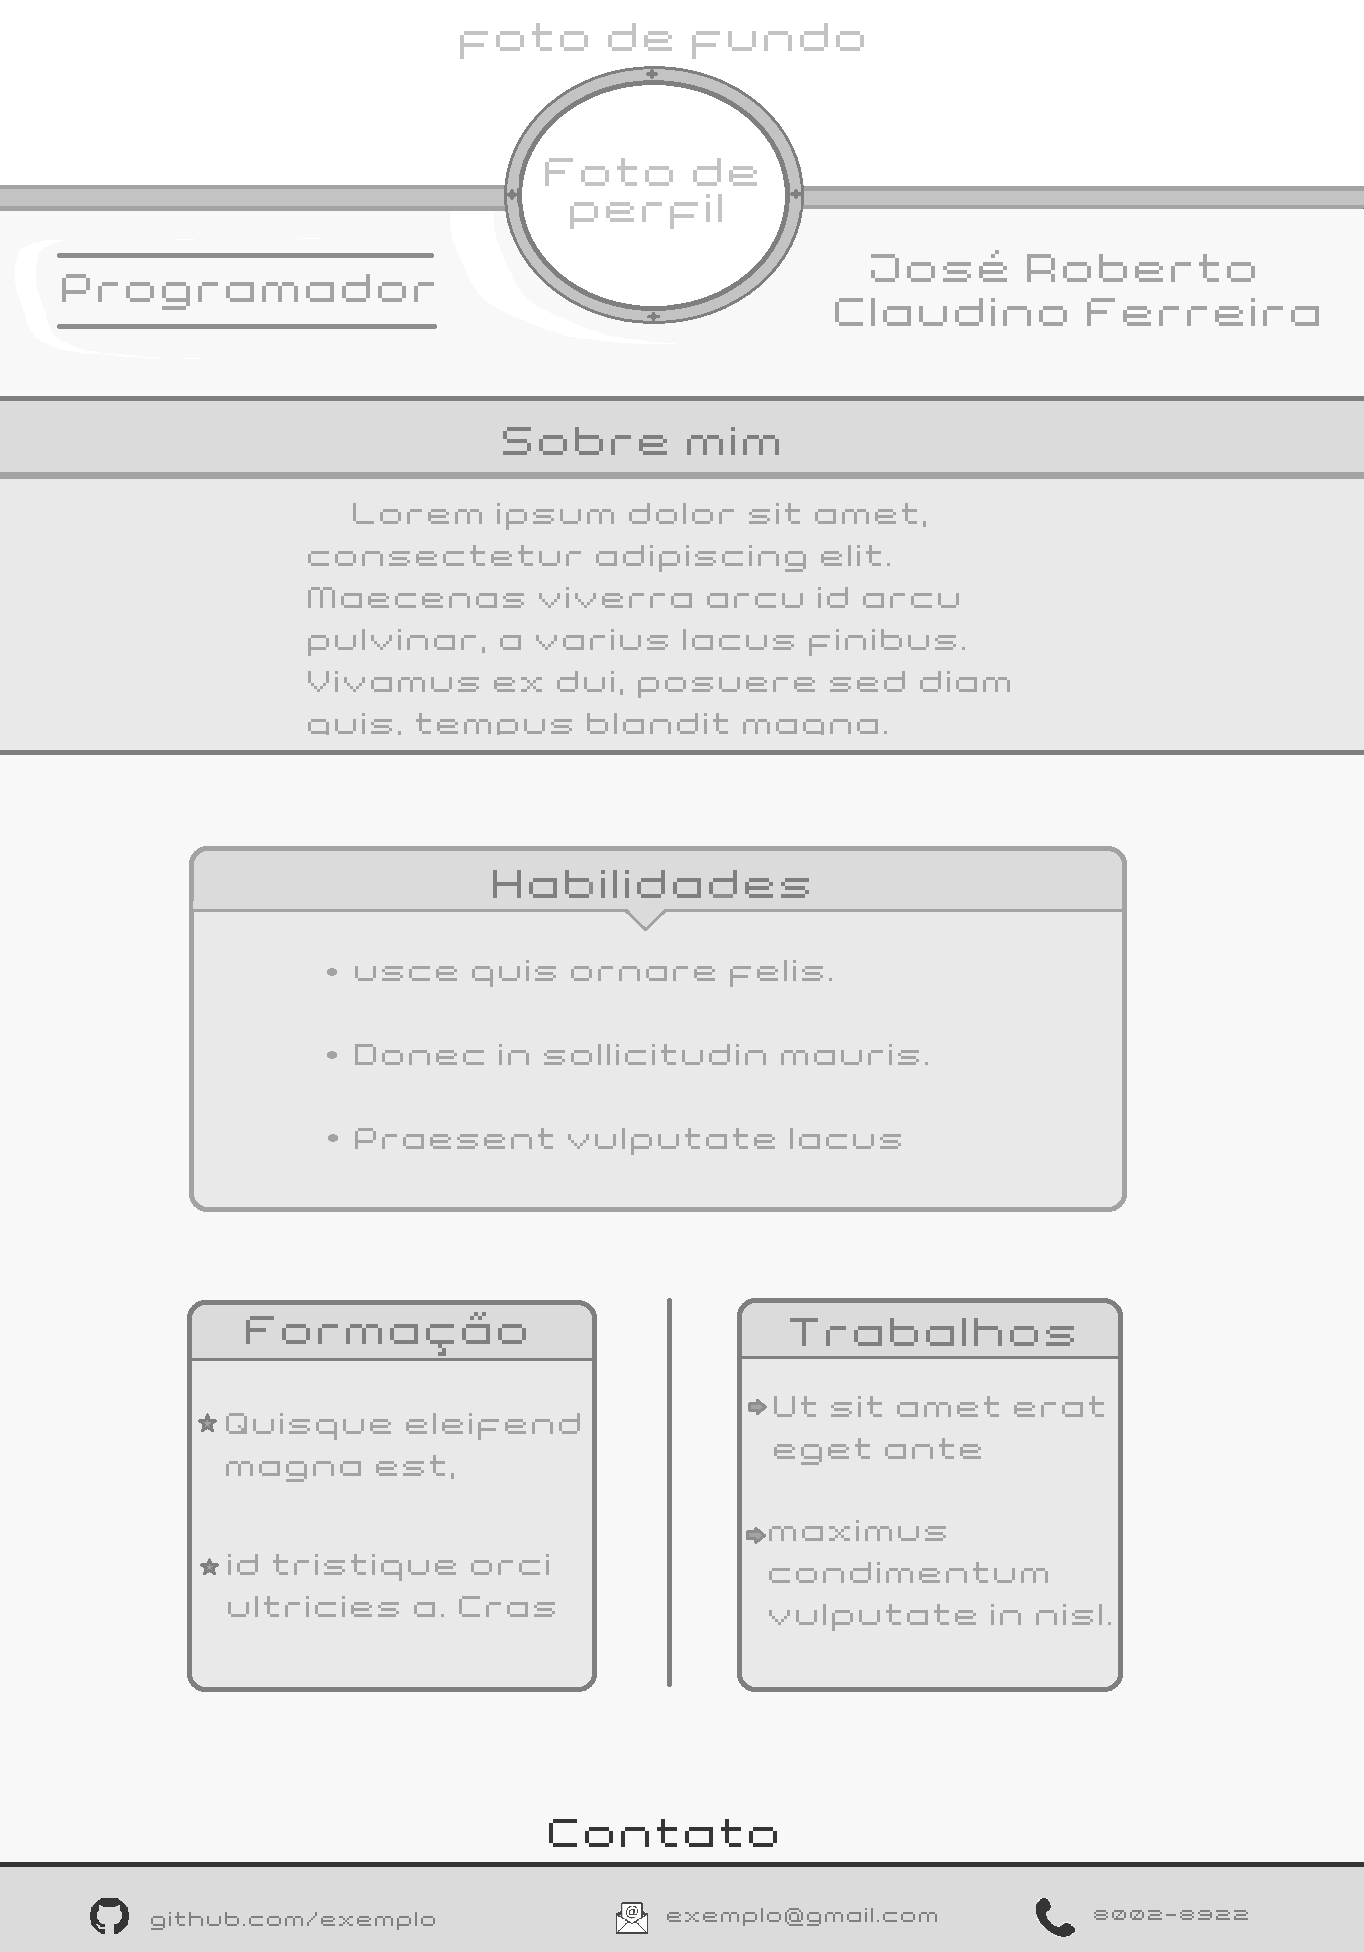 Foto de fundo
Foto de
perfil
Programador
José Roberto
Claudino Ferreira
Sobre mim
Lorem ipsum dolor sit amet,
consectetur adipiscing elit.
Maecenas viverra arcu id arcu
pulvinar, a varius lacus finibus.
Vivamus ex dui, posuere sed diam
quis, tempus blandit magna.
Habilidades
• usce quis ornare felis.
• Donec in sollicitudin mauris.
• Praesent vulputate lacus
Formação
Quisque eleifend
magna est,
id tristique orci
ultricies a. Cras
Trabalhos
Ut sit amet erat
eget ante
maximus
condimentum
vulputate in nisl.
Contato
github.com/exemplo
exemplo@gmail.com
8002-8922